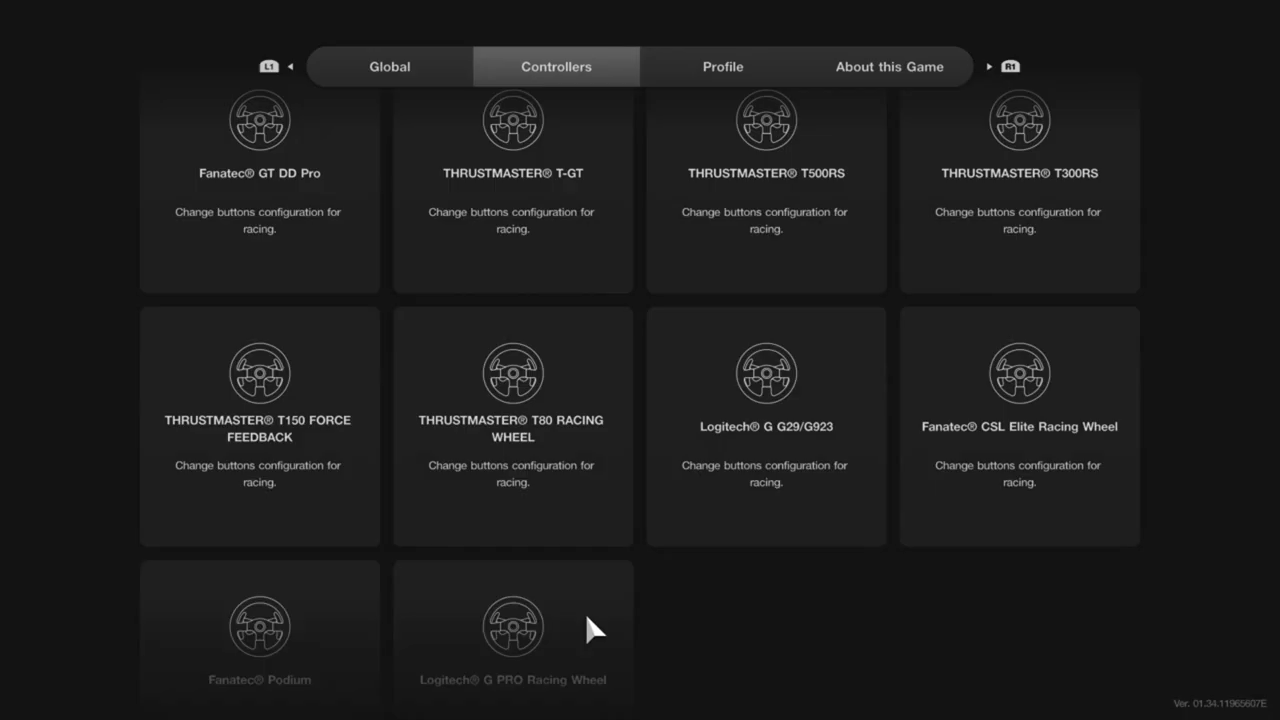 L1 Global Controllers Profile About this Game R1
Fanatec® GT DD Pro
Change buttons configuration for
racing.
THRUSTMASTER® T-GT
Change buttons configuration for
racing.
THRUSTMASTER® T500RS
Change buttons configuration for
racing.
THRUSTMASTER® T300RS
Change buttons configuration for
racing.
THRUSTMASTER® T150 FORCE
FEEDBACK
Change buttons configuration for
racing.
THRUSTMASTER® T80 RACING
WHEEL
Change buttons configuration for
racing.
Logitech® G G29/G923
Change buttons configuration for
racing.
Fanatec® CSL Elite Racing Wheel
Change buttons configuration for
racing.
Fanatec® Podium
Logitech® G PRO Racing Wheel
Ver. 01.34.11965607E